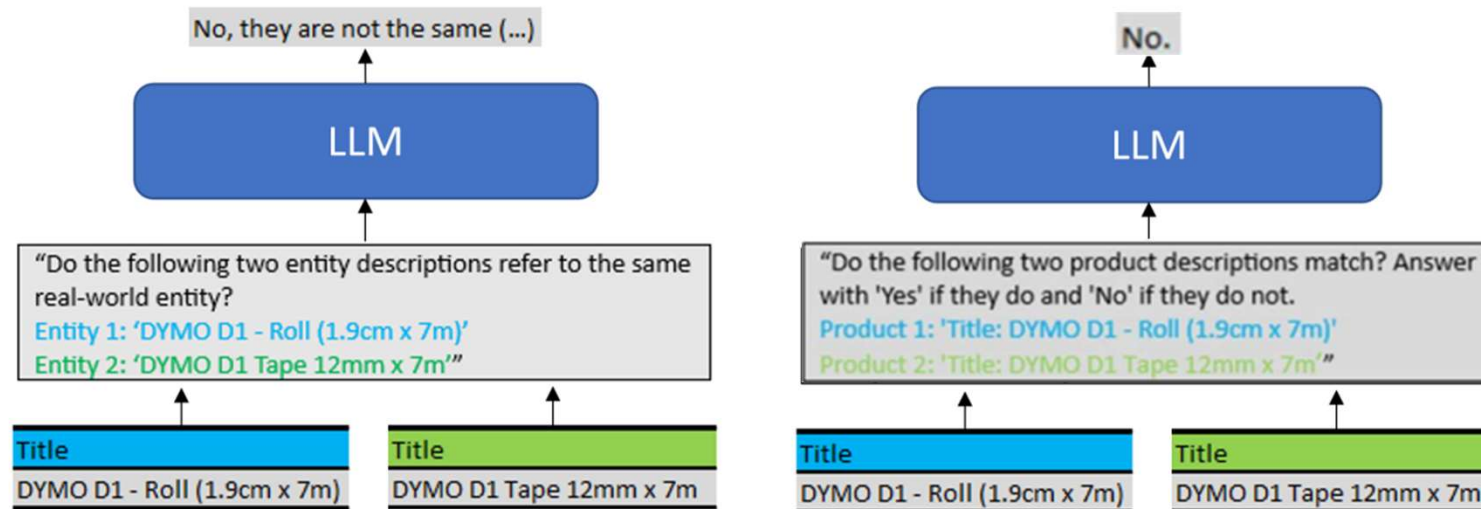 No, they are not the same (...)
LLM
“Do the following two entity descriptions refer to the same
real-world entity?
Entity 1: ‘DYMO D1 - Roll (1.9cm x 7m)’
Entity 2: ‘DYMO D1 Tape 12mm x 7m’”
Title
DYMO D1 - Roll (1.9cm x 7m)
Title
DYMO D1 Tape 12mm x 7m
No.
LLM
“Do the following two product descriptions match? Answer
with 'Yes' if they do and 'No' if they do not.
Product 1: 'Title: DYMO D1 - Roll (1.9cm x 7m)'
Product 2: 'Title: DYMO D1 Tape 12mm x 7m'”
Title
DYMO D1 - Roll (1.9cm x 7m)
Title
DYMO D1 Tape 12mm x 7m